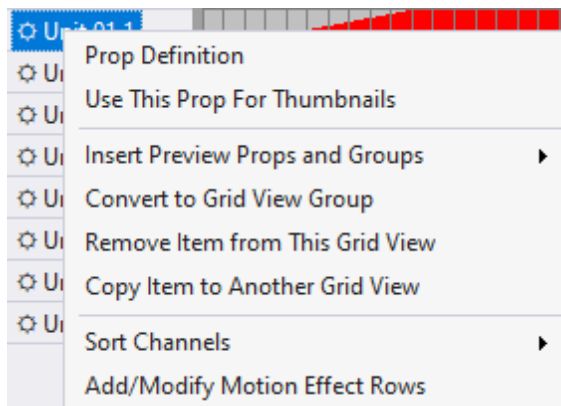 Unit 01.1
Prop Definition
Use This Prop For Thumbnails
Insert Preview Props and Groups
Convert to Grid View Group
Remove Item from This Grid View
Copy Item to Another Grid View
Sort Channels
Add/Modify Motion Effect Rows